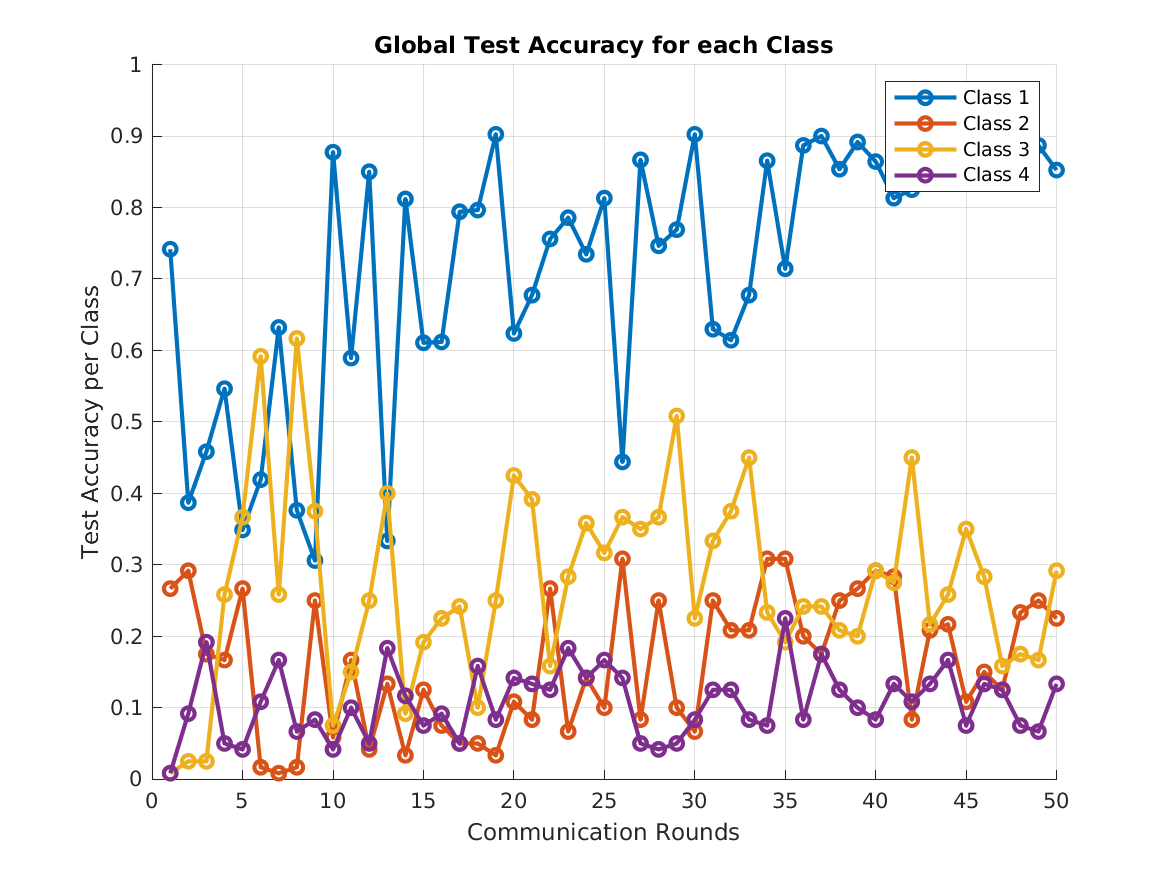 Global Test Accuracy for each Class
Test Accuracy per Class
1
0.9
0.8
0.7
0.6
0.5
0.4
0.3
0.2
0.1
0
Class 1
Class 2
Class 3
Class 4
0 5 10 15 20 25 30 35 40 45 50
Communication Rounds